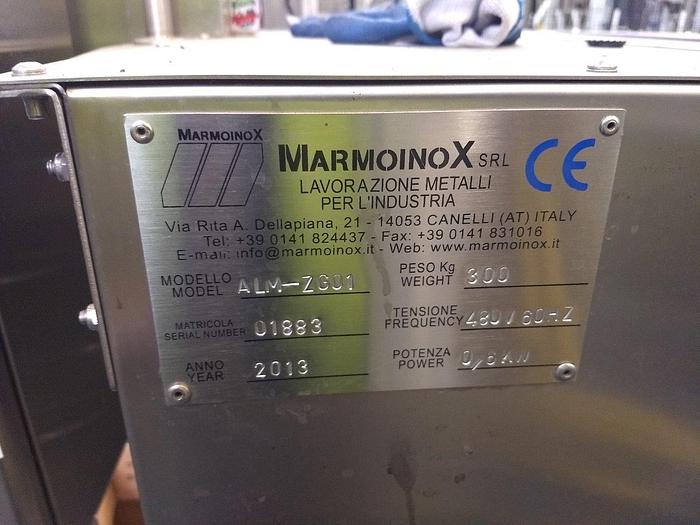 MARMOINOX
MARMOINOX SRL
CE
LAVORAZIONE METALLI
PER L'INDUSTRIA
Via Rita A. Dellapiana, 21 - 14053 CANELLI (AT) ITALY
Tel: +39 0141 824437 - Fax: +39 0141 831016
E-mail: info@marmoinox.it - Web: www.marmoinox.it
MODELLO
MODEL ALM-ZG01
PESO Kg
WEIGHT 300
MATRICOLA
SERIAL NUMBER 01883
TENSIONE
FREQUENCY 480V 60HZ
ANNO
YEAR 2013
POTENZA
POWER